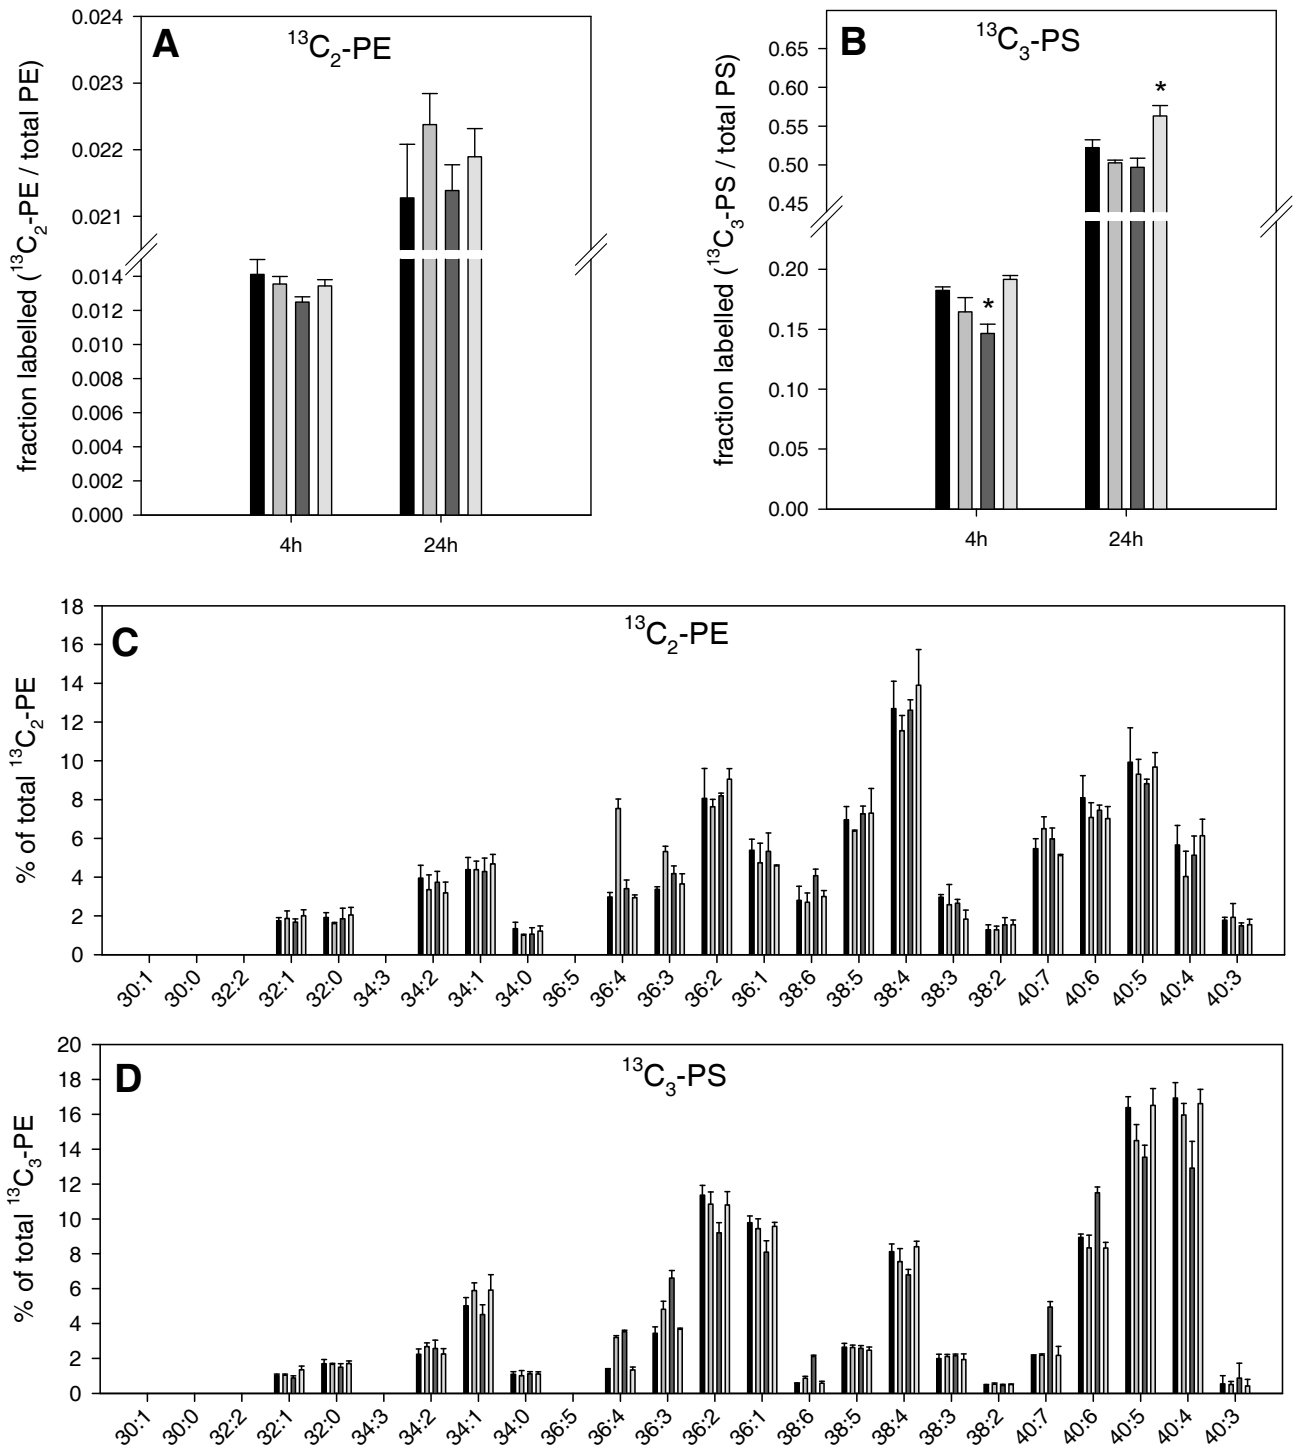 A
¹³C₂-PE
fraction labelled (¹³C₂-PE / total PE)
0.024
0.023
0.022
0.021
0.014
0.012
0.010
0.008
0.006
0.004
0.002
0.000
4h 24h
B
¹³C₃-PS
fraction labelled (¹³C₃-PS / total PS)
0.65
0.60
0.55
0.50
0.45
0.20
0.15
0.10
0.05
0.00
*
*
4h 24h
C
¹³C₂-PE
% of total ¹³C₂-PE
18
16
14
12
10
8
6
4
2
0
30:1 30:0 32:2 32:1 32:0 34:3 34:2 34:1 34:0 36:5 36:4 36:3 36:2 36:1 38:6 38:5 38:4 38:3 38:2 40:7 40:6 40:5 40:4 40:3
D
¹³C₃-PS
% of total ¹³C₃-PE
20
18
16
14
12
10
8
6
4
2
0
30:1 30:0 32:2 32:1 32:0 34:3 34:2 34:1 34:0 36:5 36:4 36:3 36:2 36:1 38:6 38:5 38:4 38:3 38:2 40:7 40:6 40:5 40:4 40:3